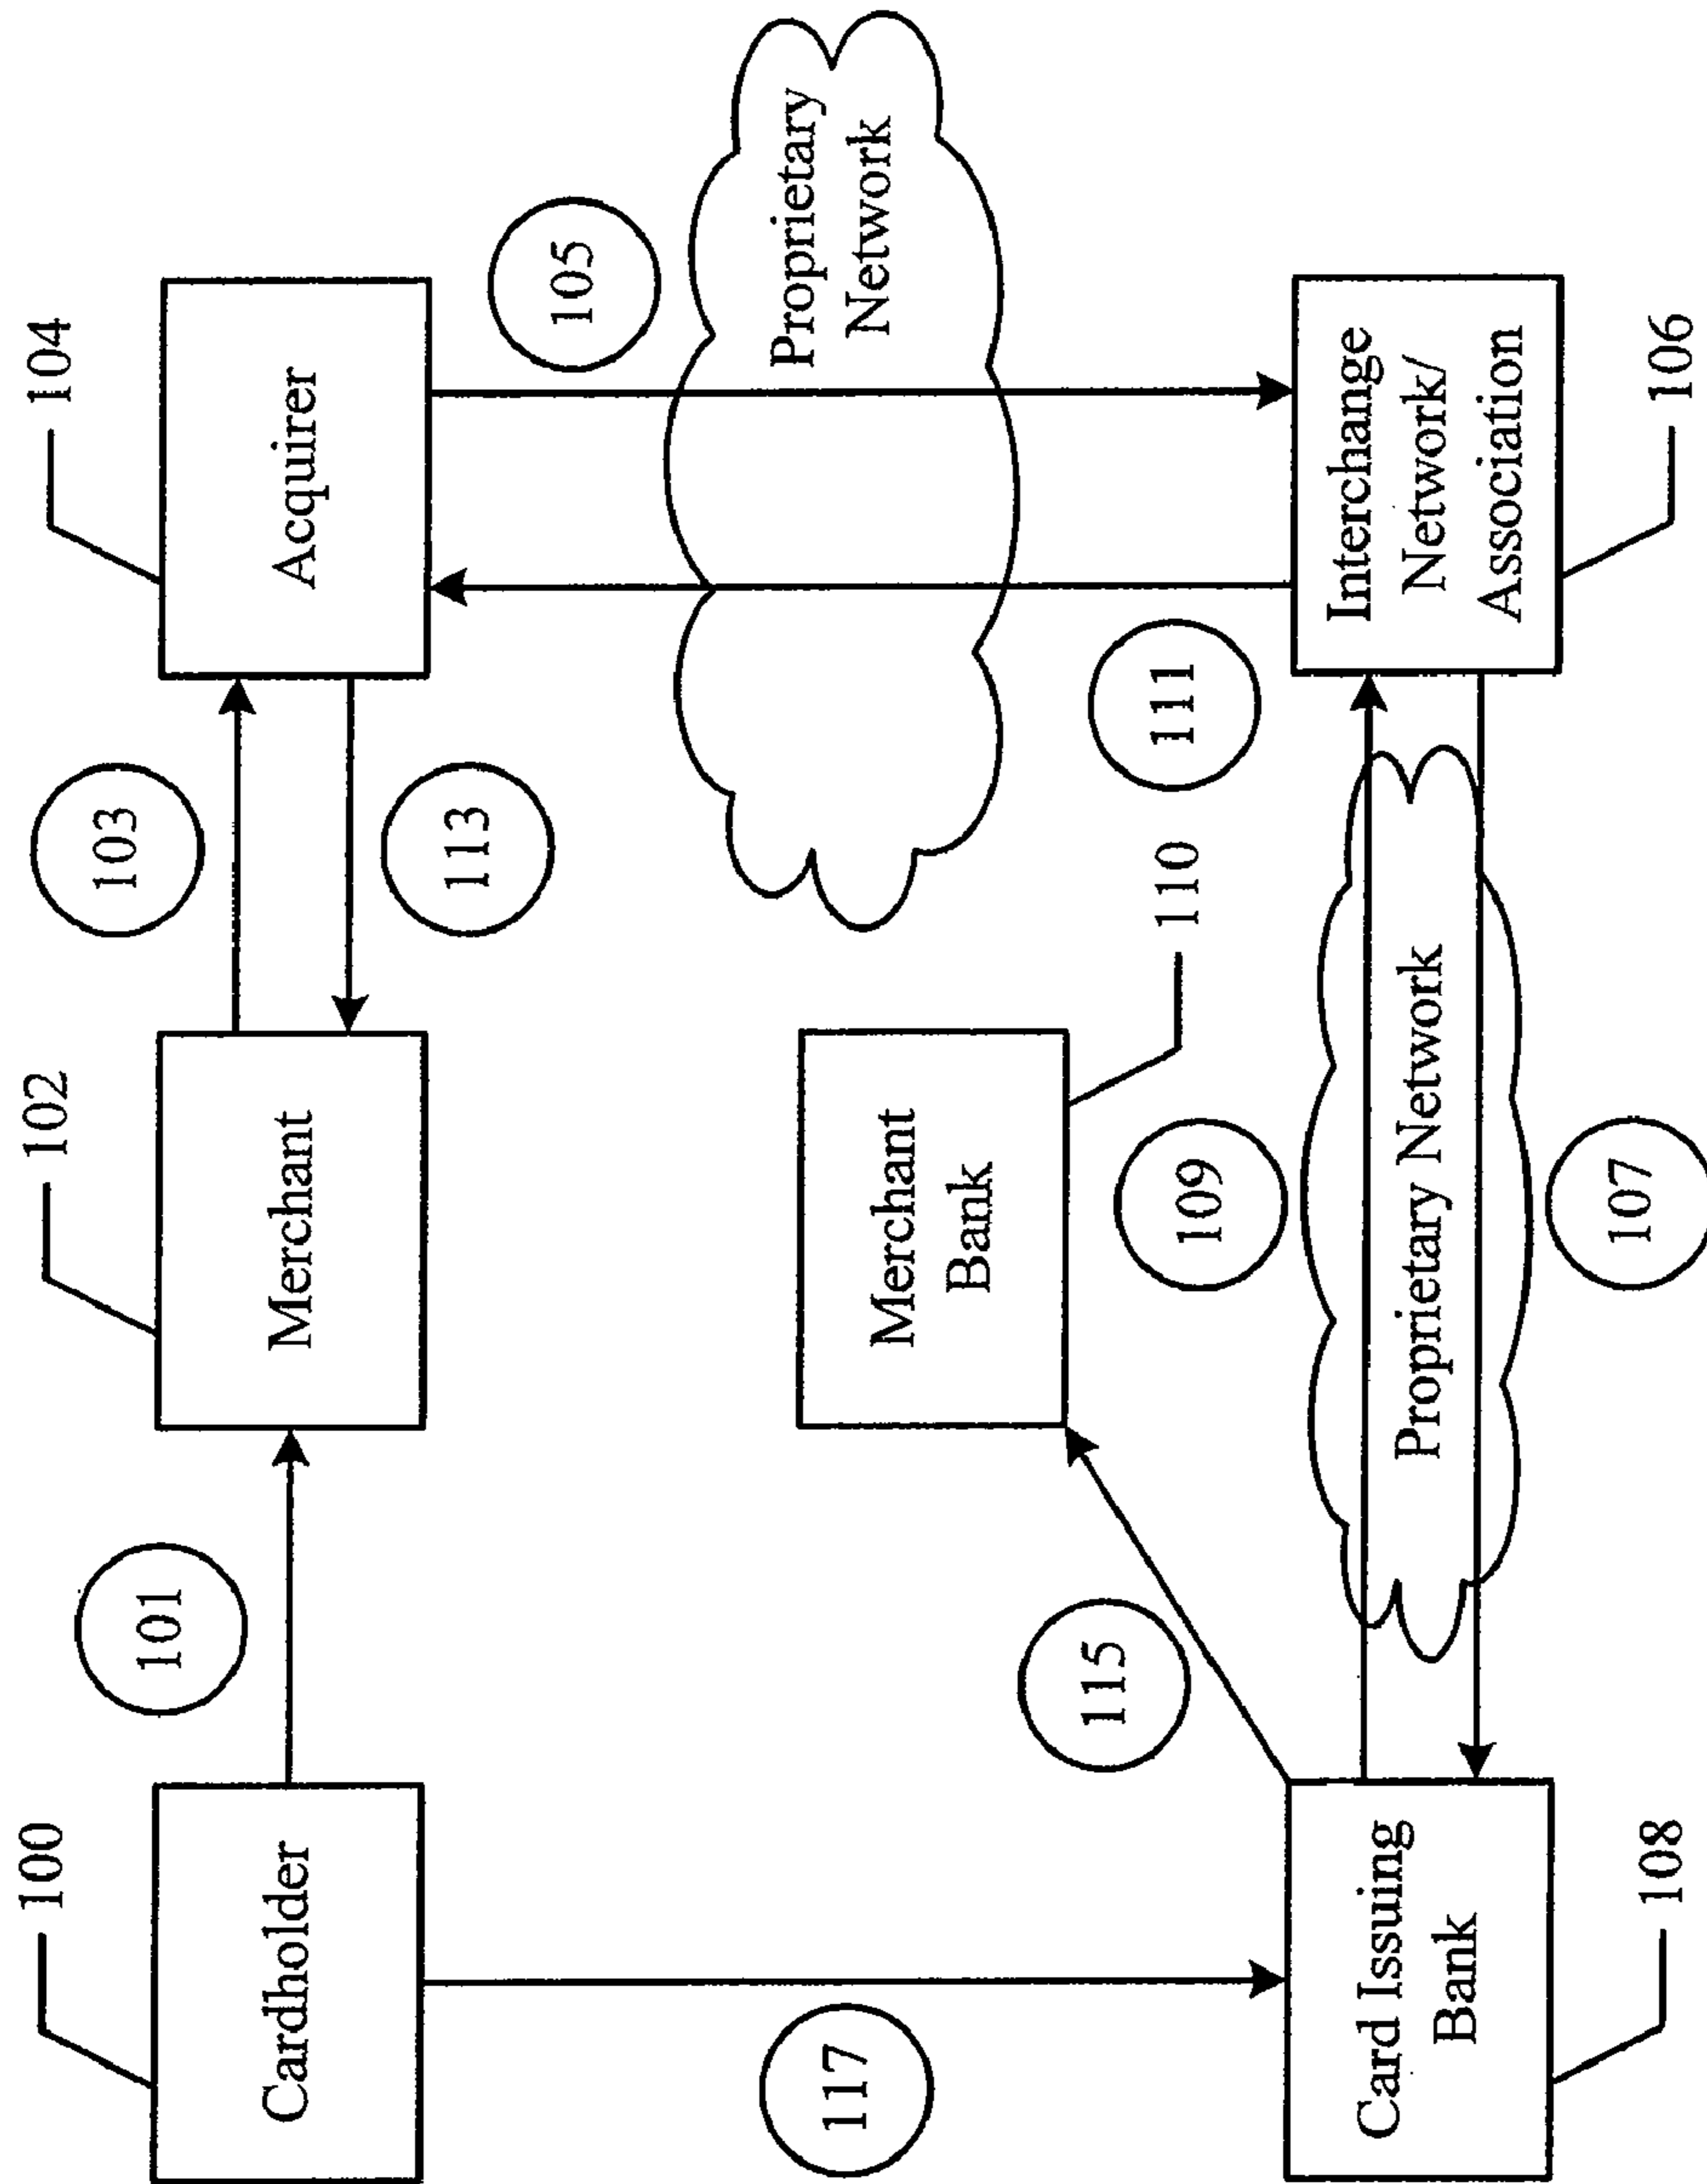 100
Cardholder
101
102
Merchant
103
113
104
Acquirer
105
Proprietary
Network
117
115
Merchant
Bank
110
111
109
Card Issuing
Bank
108
Proprietary Network
107
Interchange
Network/
Association
106